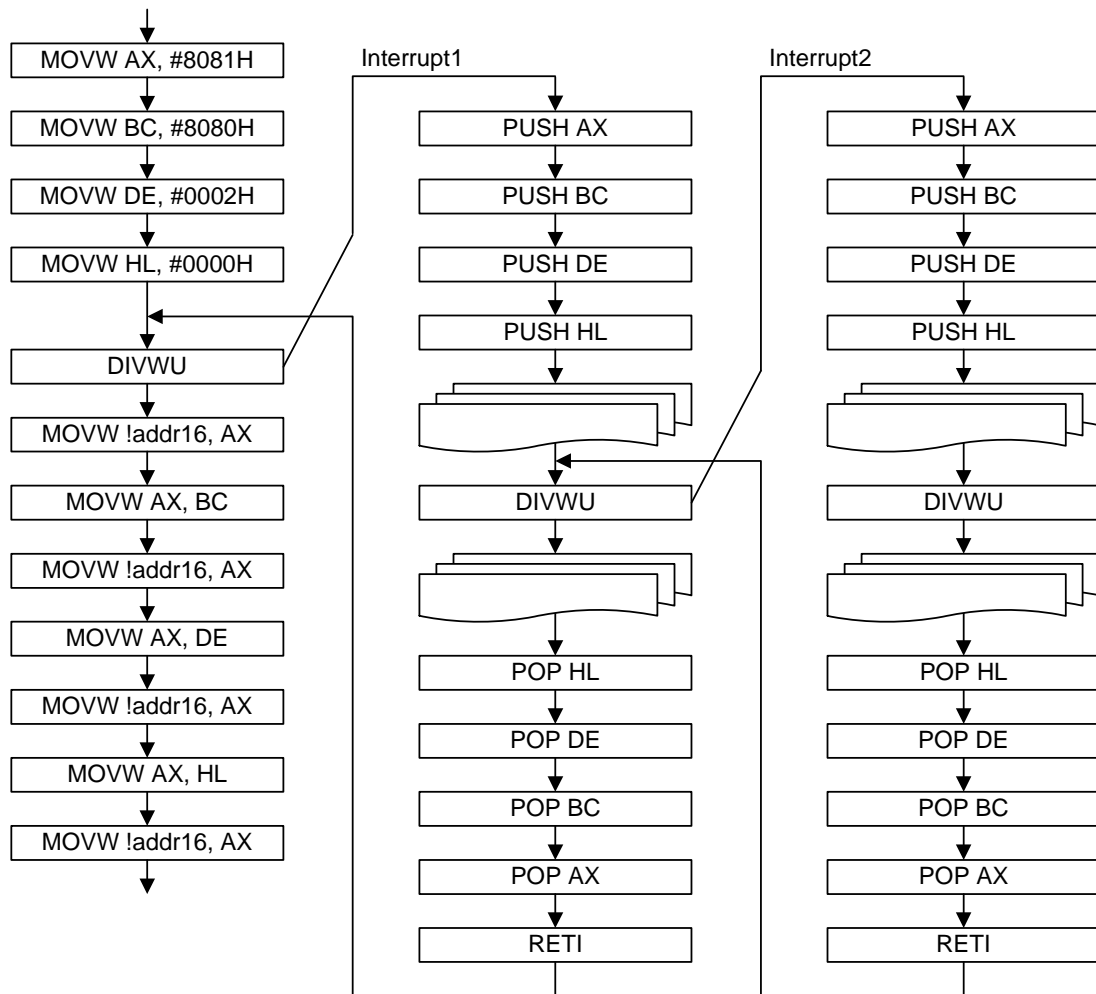 MOVW AX, #8081H
MOVW BC, #8080H
MOVW DE, #0002H
MOVW HL, #0000H
DIVWU
MOVW !addr16, AX
MOVW AX, BC
MOVW !addr16, AX
MOVW AX, DE
MOVW !addr16, AX
MOVW AX, HL
MOVW !addr16, AX
Interrupt1
PUSH AX
PUSH BC
PUSH DE
PUSH HL
DIVWU
POP HL
POP DE
POP BC
POP AX
RETI
Interrupt2
PUSH AX
PUSH BC
PUSH DE
PUSH HL
DIVWU
POP HL
POP DE
POP BC
POP AX
RETI